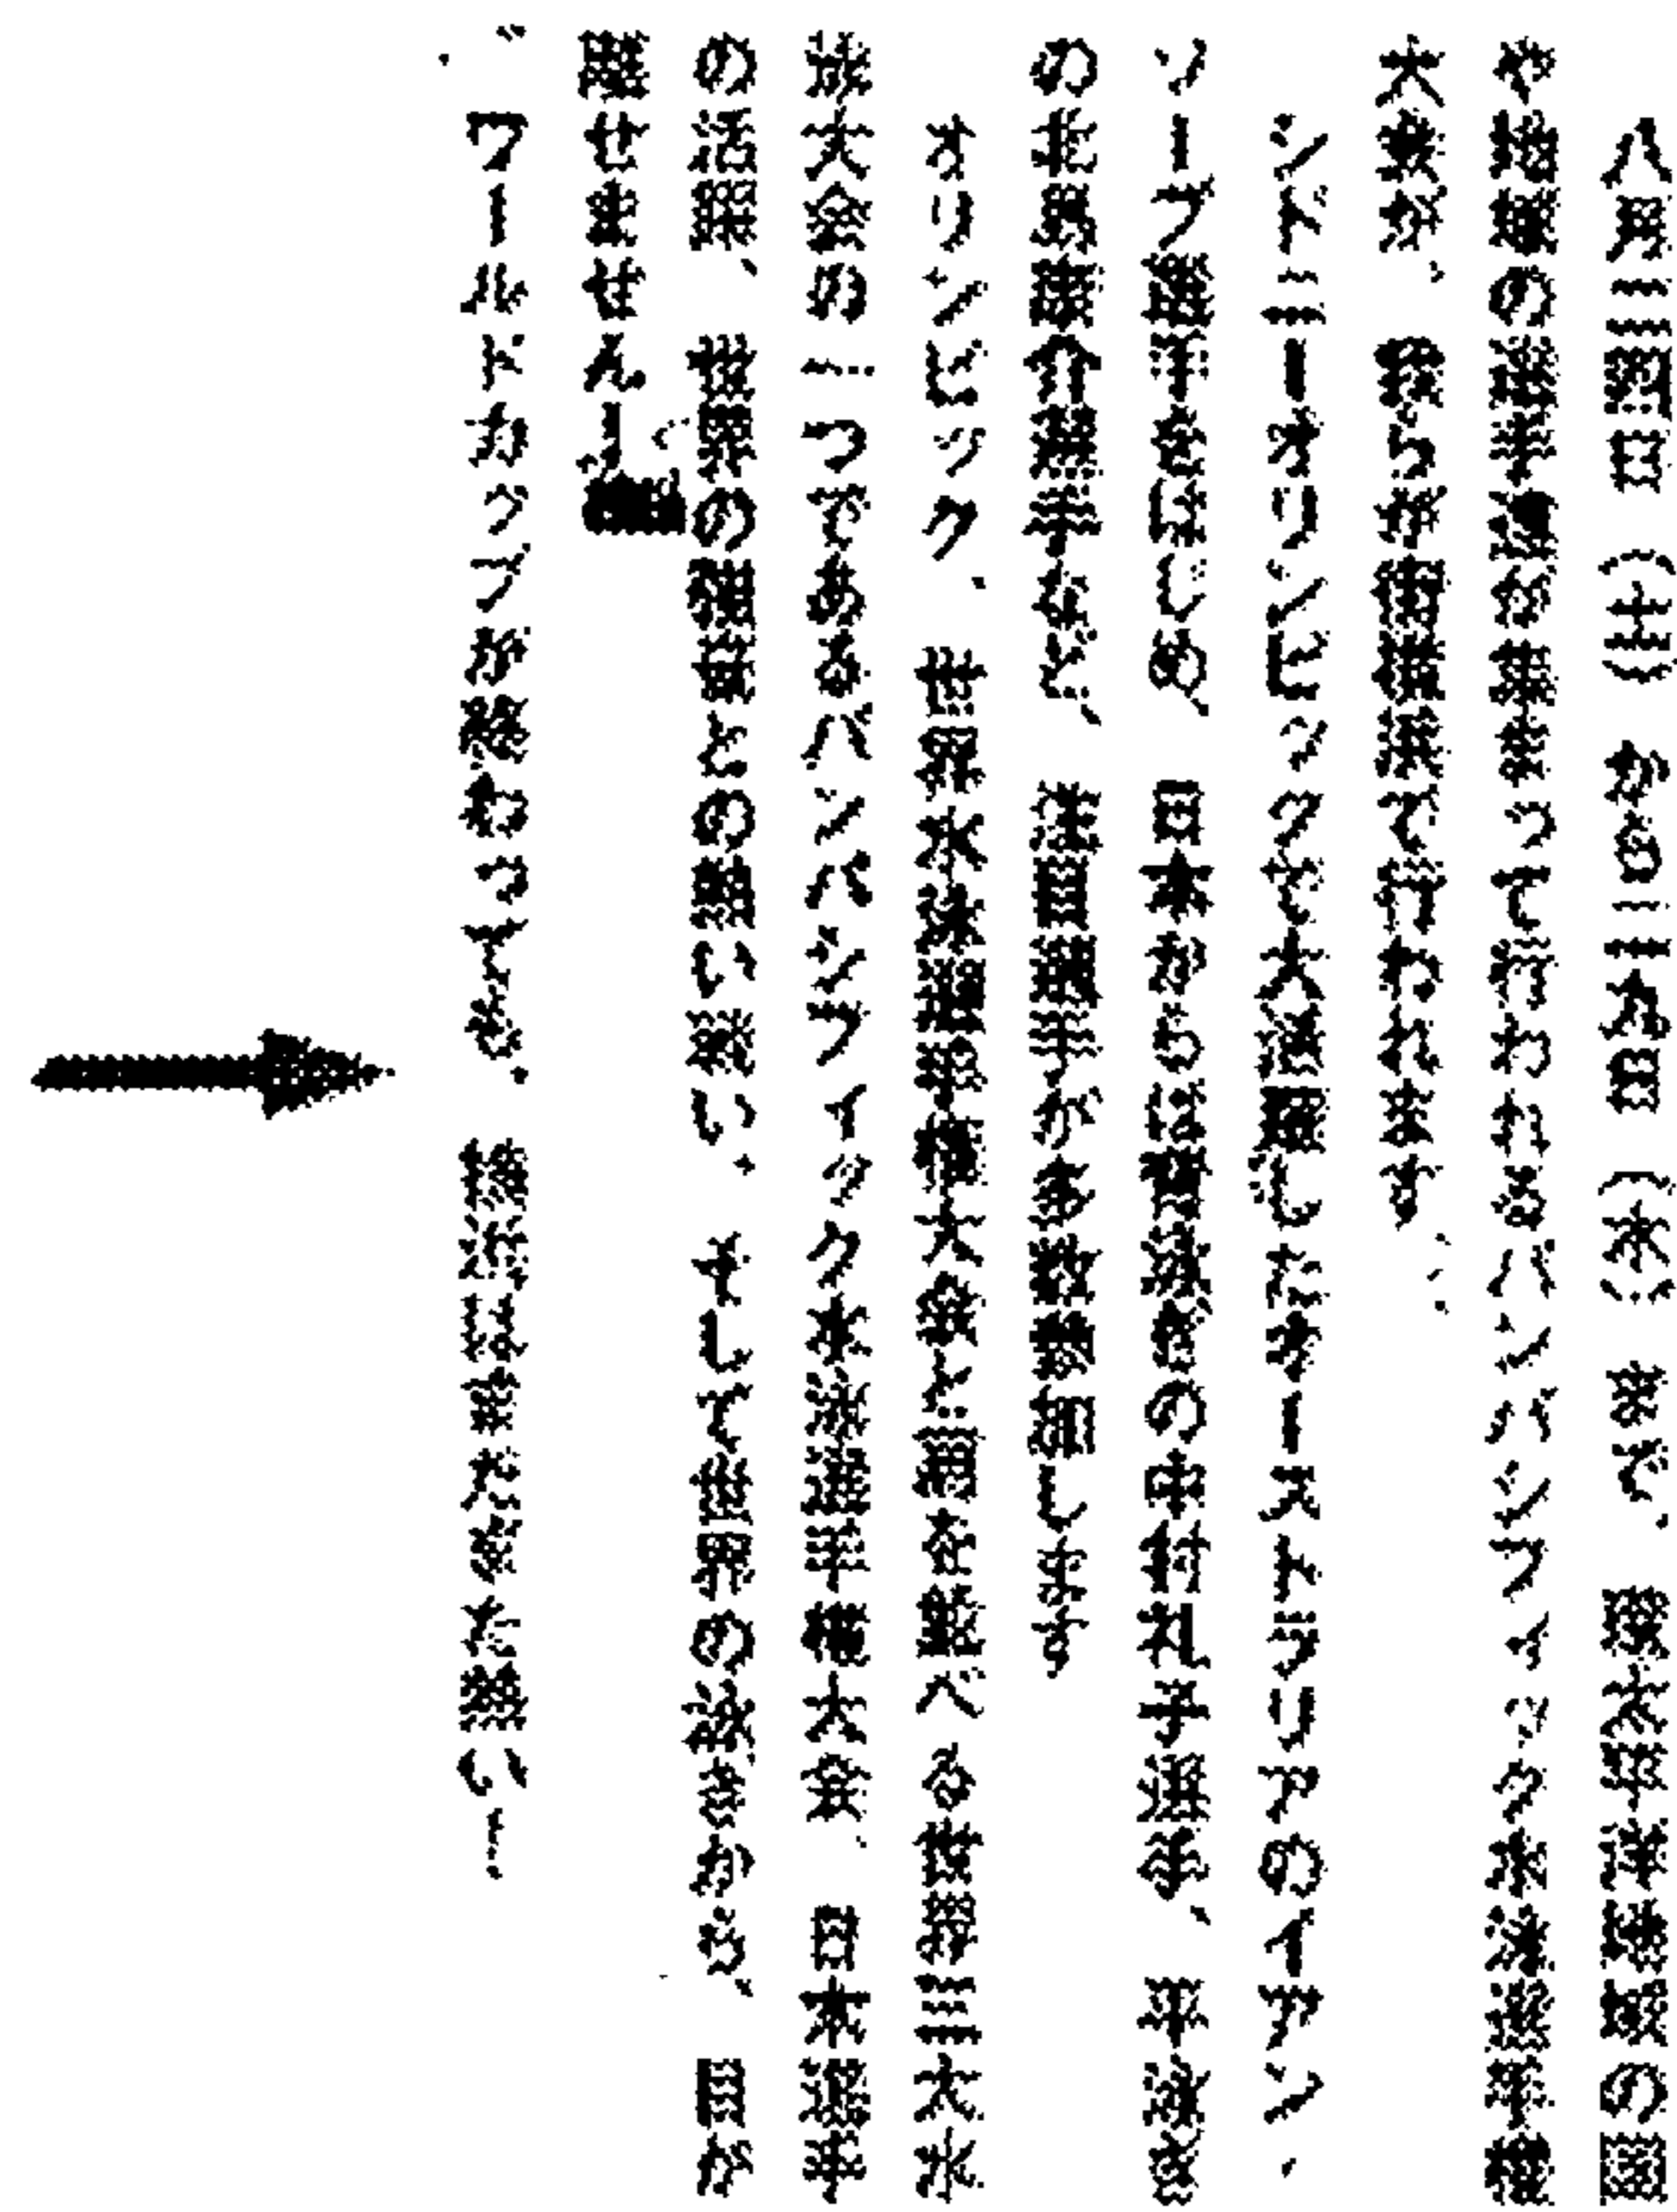 八月二四日（土）から二九日（木）まで、環太平洋諸政の国
や地域の選手達が集まって行われるパンパシフィック水泳選手権
大会が、我らが街横浜で行われます
シドニーオリンピックで大活躍したオーストラリアのイアン・
ソープ選手をはじめ、日本からは背泳ぎの中村礼子選手、平泳ぎ
の北島康介選手など、注目選手が多数参加します
オリンピック、世界水泳選手権大会と肩を並べる世界三大水
泳大会の一つであるパンパシフィック水泳選手権大会、日本選手
の活躍、世界の強豪との競い競い、そして世界の泳ぎから、目が
離せません！
ワールドカップが終わっても、横浜はまだまだ熱い！